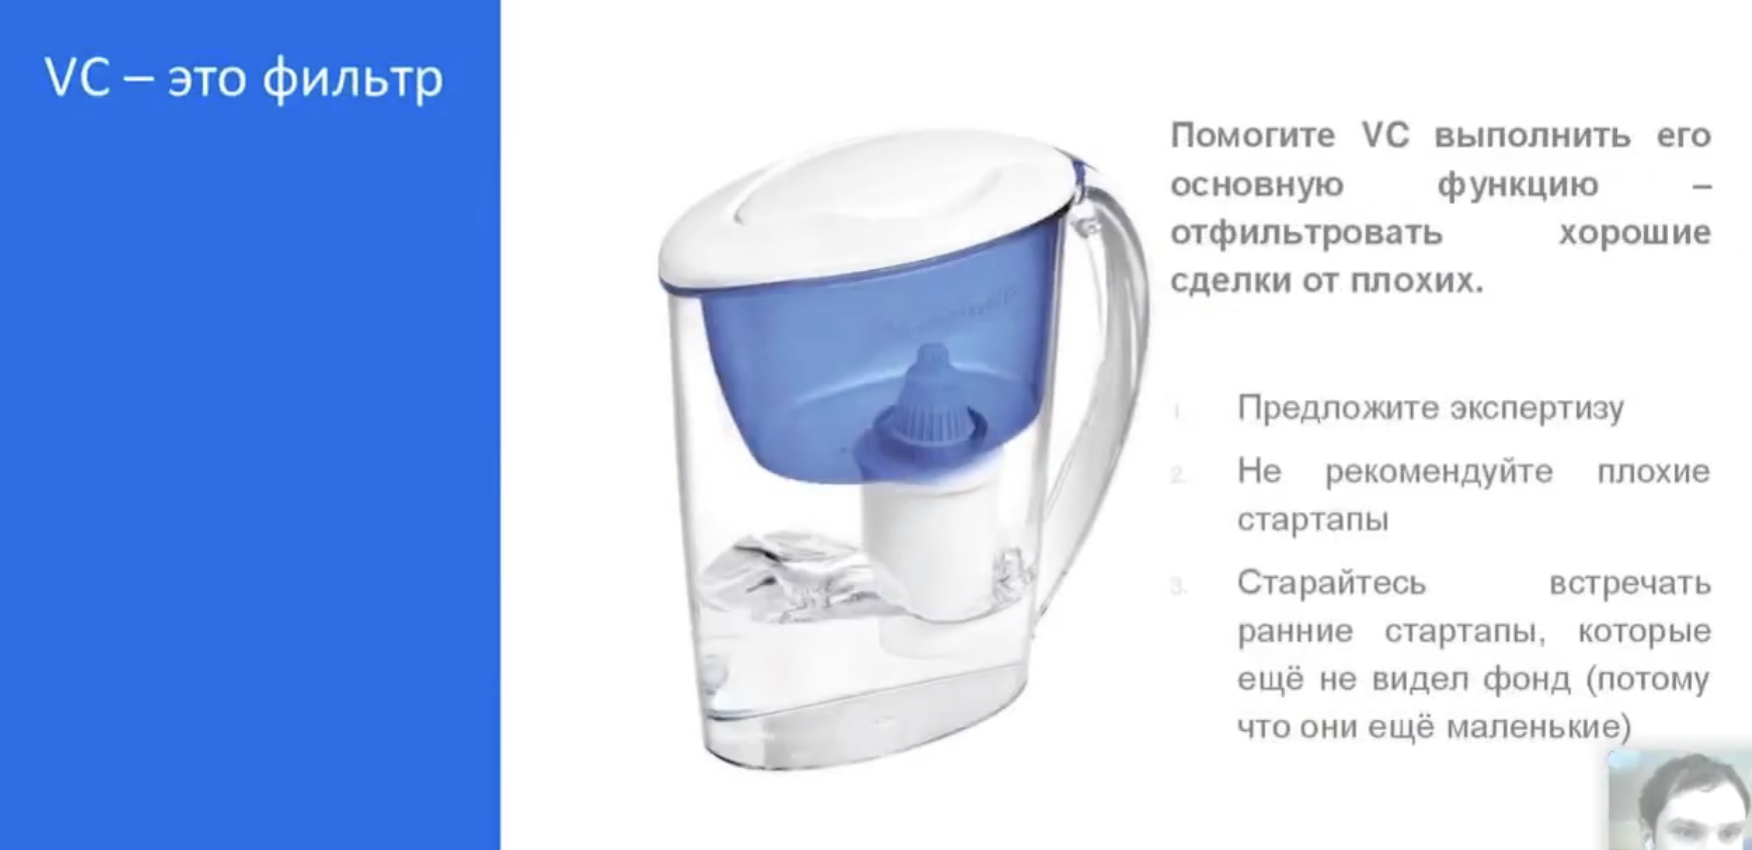 VC – это фильтр
Помогите VC выполнить его
основную функцию –
отфильтровать хорошие
сделки от плохих.
1. Предложите экспертизу
2. Не рекомендуйте плохие
стартапы
3. Старайтесь встречать
ранние стартапы, которые
ещё не видел фонд (потому
что они ещё маленькие)